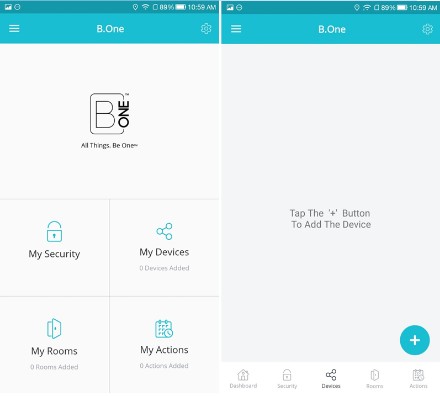 89% 10:59 AM
B.One
B ONE™
All Things. Be One™
My Security
My Devices
0 Devices Added
My Rooms
0 Rooms Added
My Actions
0 Actions Added
89% 10:59 AM
B.One
Tap The '+' Button
To Add The Device
+
Dashboard
Security
Devices
Rooms
Actions